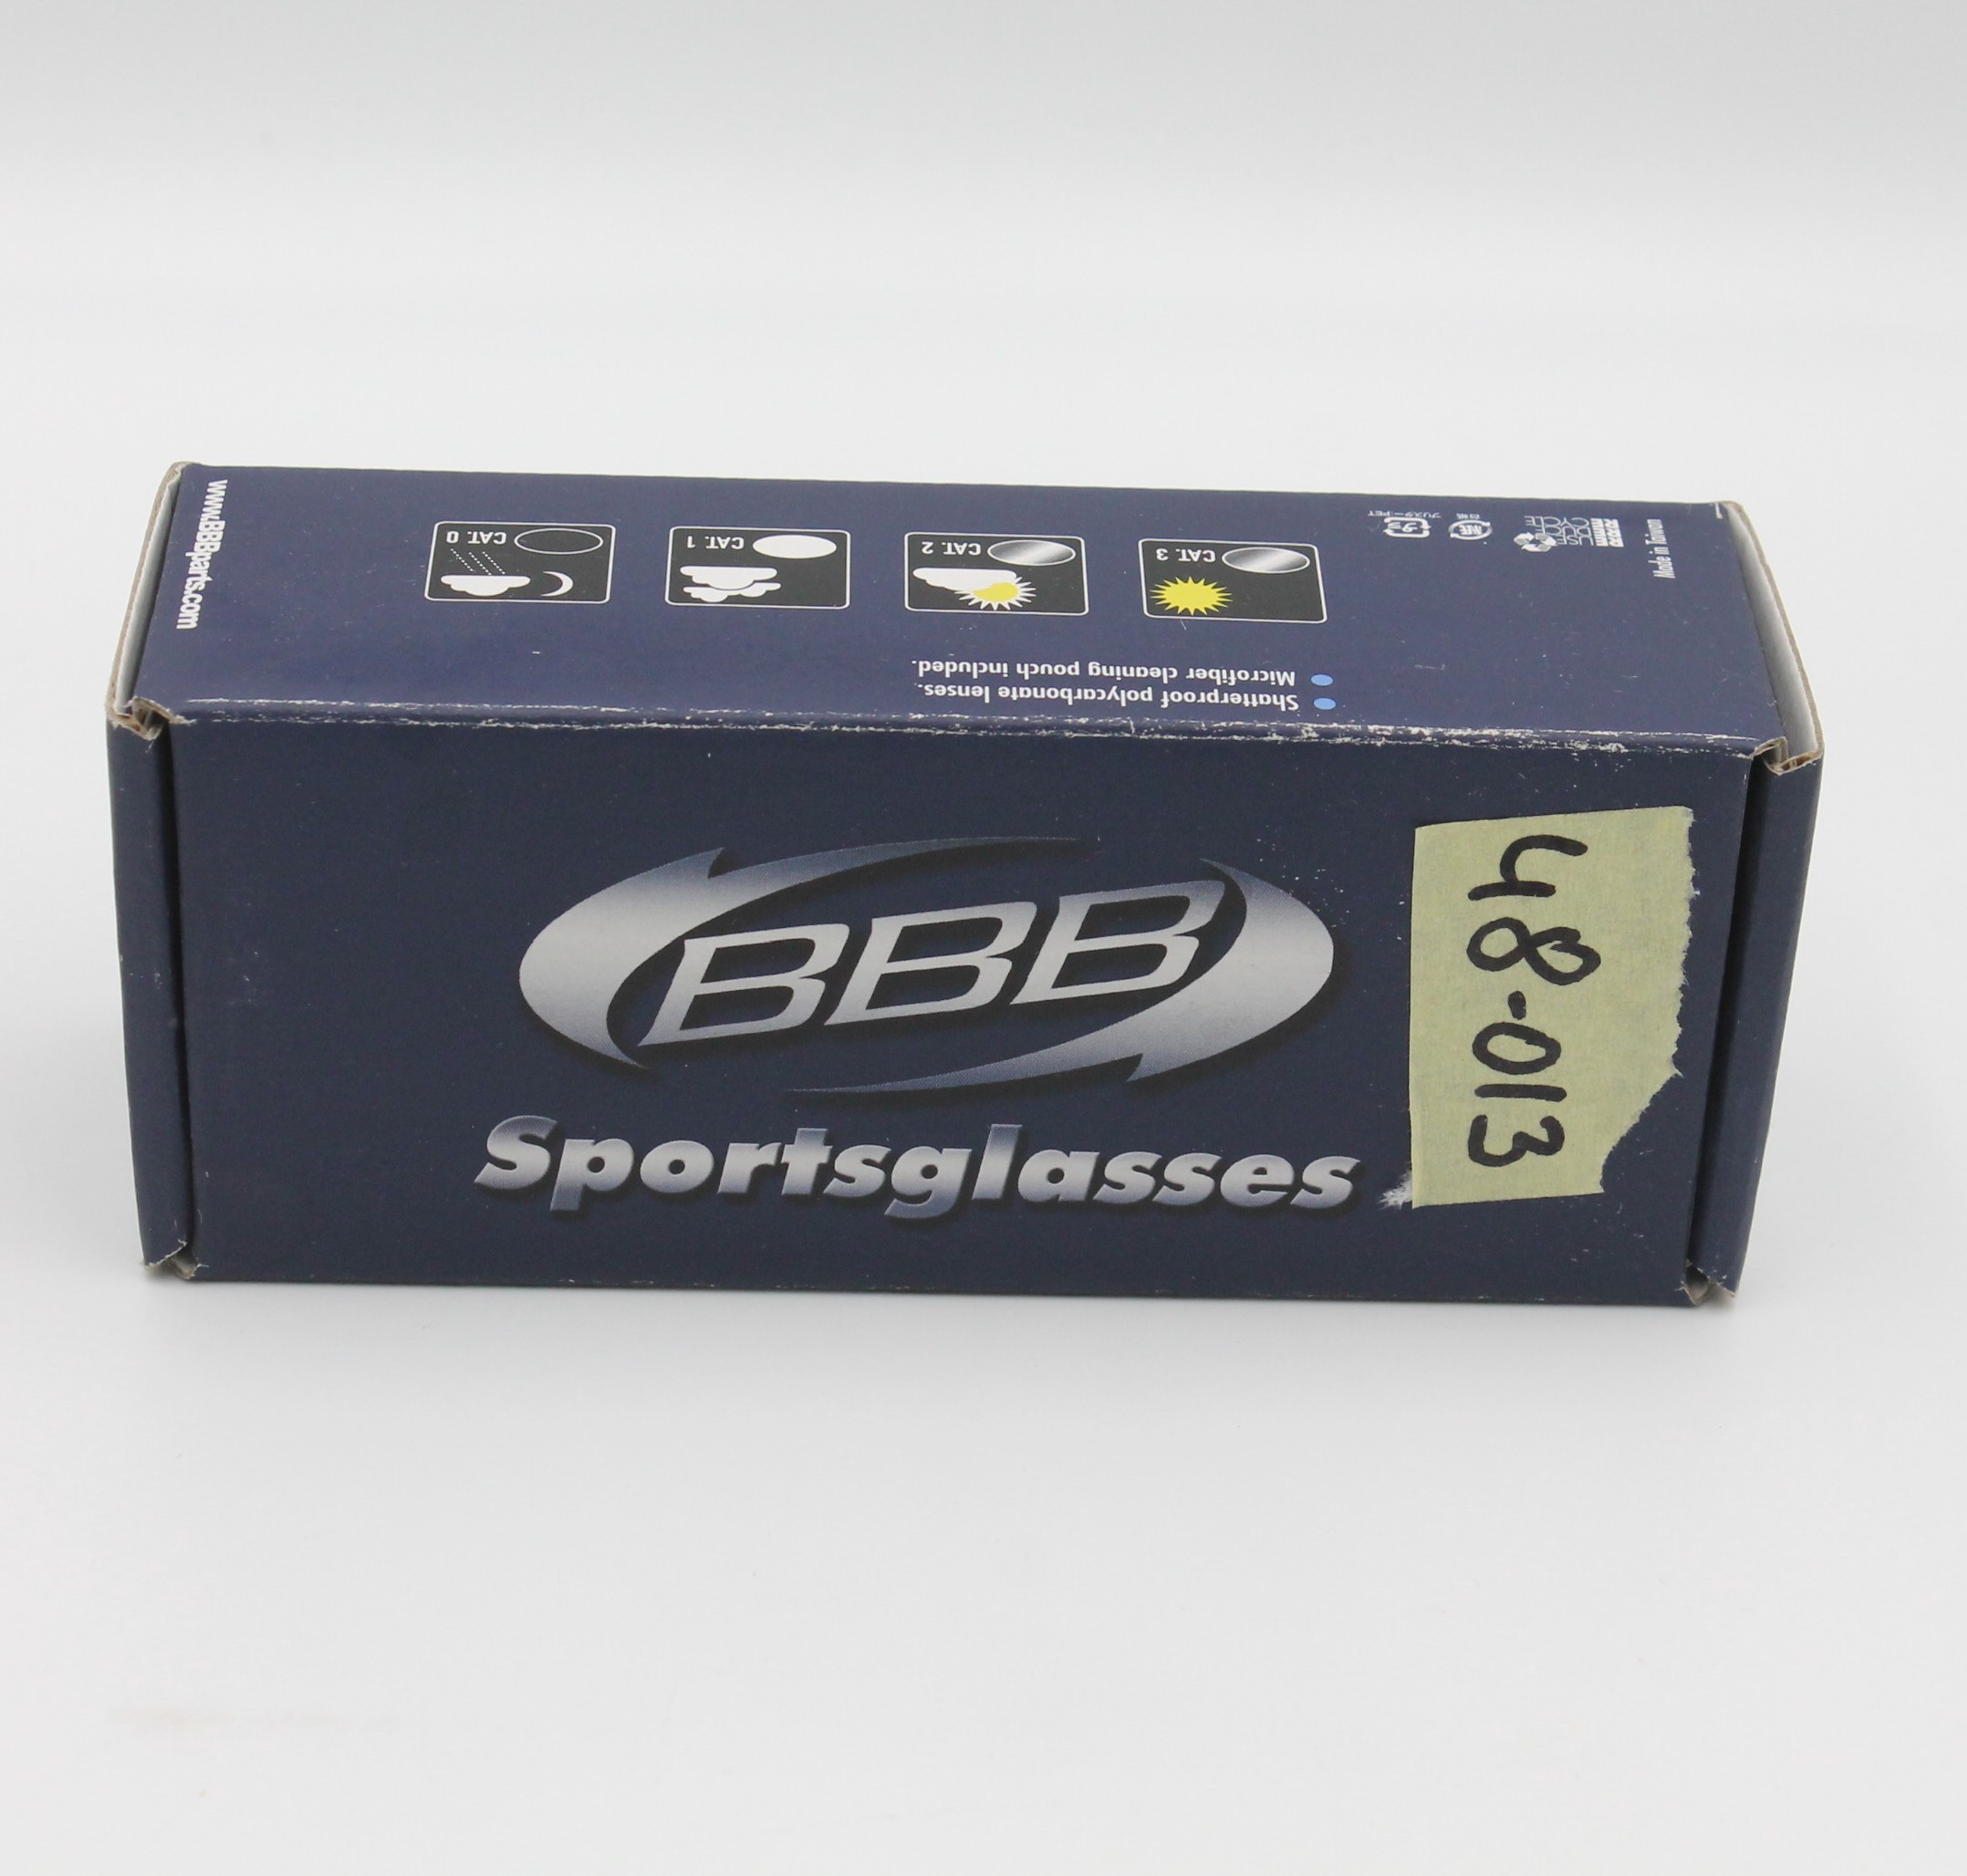 www.BBBparts.com
CAT. 0
CAT. 1
CAT. 2
CAT. 3
Made in Taiwan
Shatterproof polycarbonate lenses.
Microfiber cleaning pouch included.
BBB
Sportsglasses
48-013